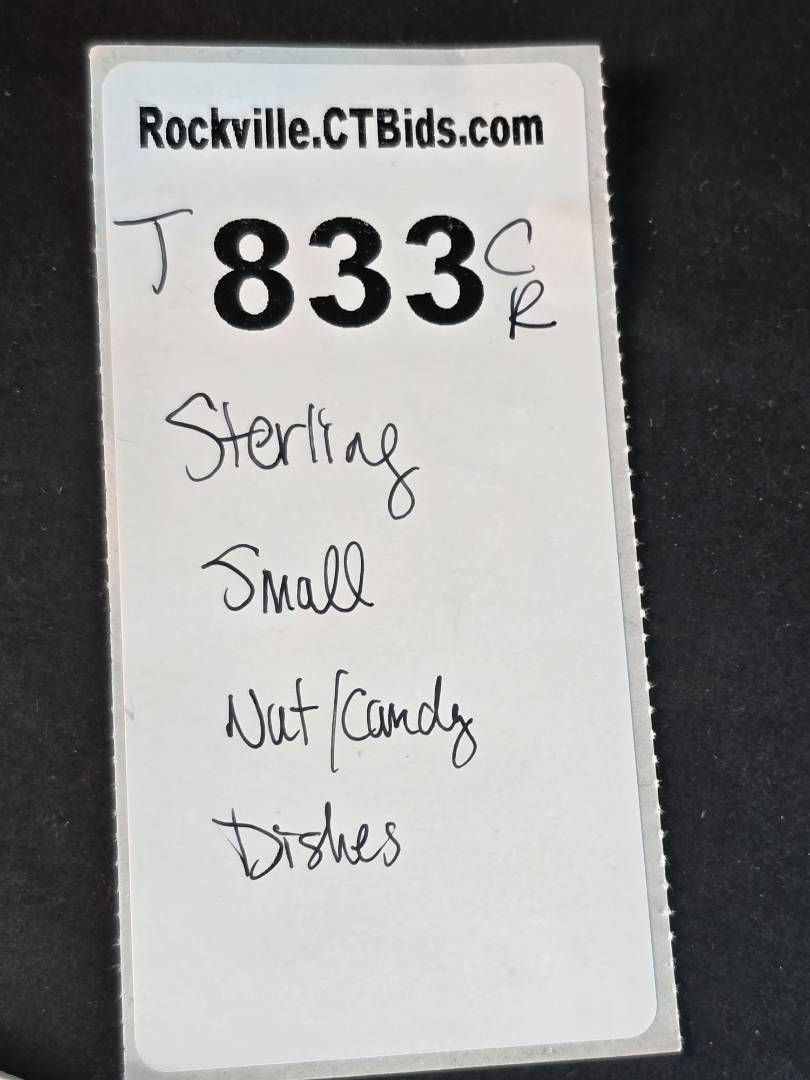 Rockville.CTBids.com
J 833 C
R
Sterling
Small
Nut/Candy
Dishes